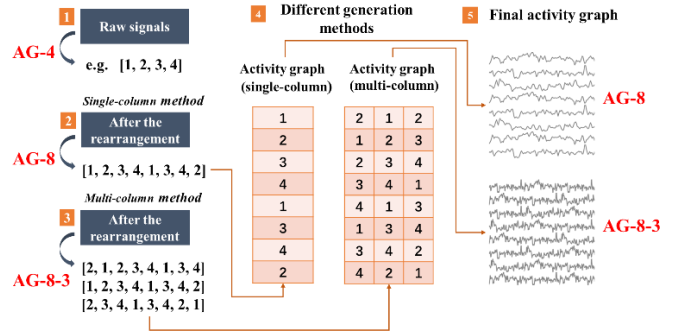 1
Raw signals
AG-4
e.g. [1, 2, 3, 4]
Single-column method
2
After the
rearrangement
AG-8
[1, 2, 3, 4, 1, 3, 4, 2]
Multi-column method
3
After the
rearrangement
AG-8-3
[2, 1, 2, 3, 4, 1, 3, 4]
[1, 2, 3, 4, 1, 3, 4, 2]
[2, 3, 4, 1, 3, 4, 2, 1]
4
Different generation
methods
Activity graph
(single-column)
1
2
3
4
1
3
4
2
Activity graph
(multi-column)
2 1 2
1 2 3
2 3 4
3 4 1
4 1 3
1 3 4
3 4 2
4 2 1
5
Final activity graph
AG-8
AG-8-3